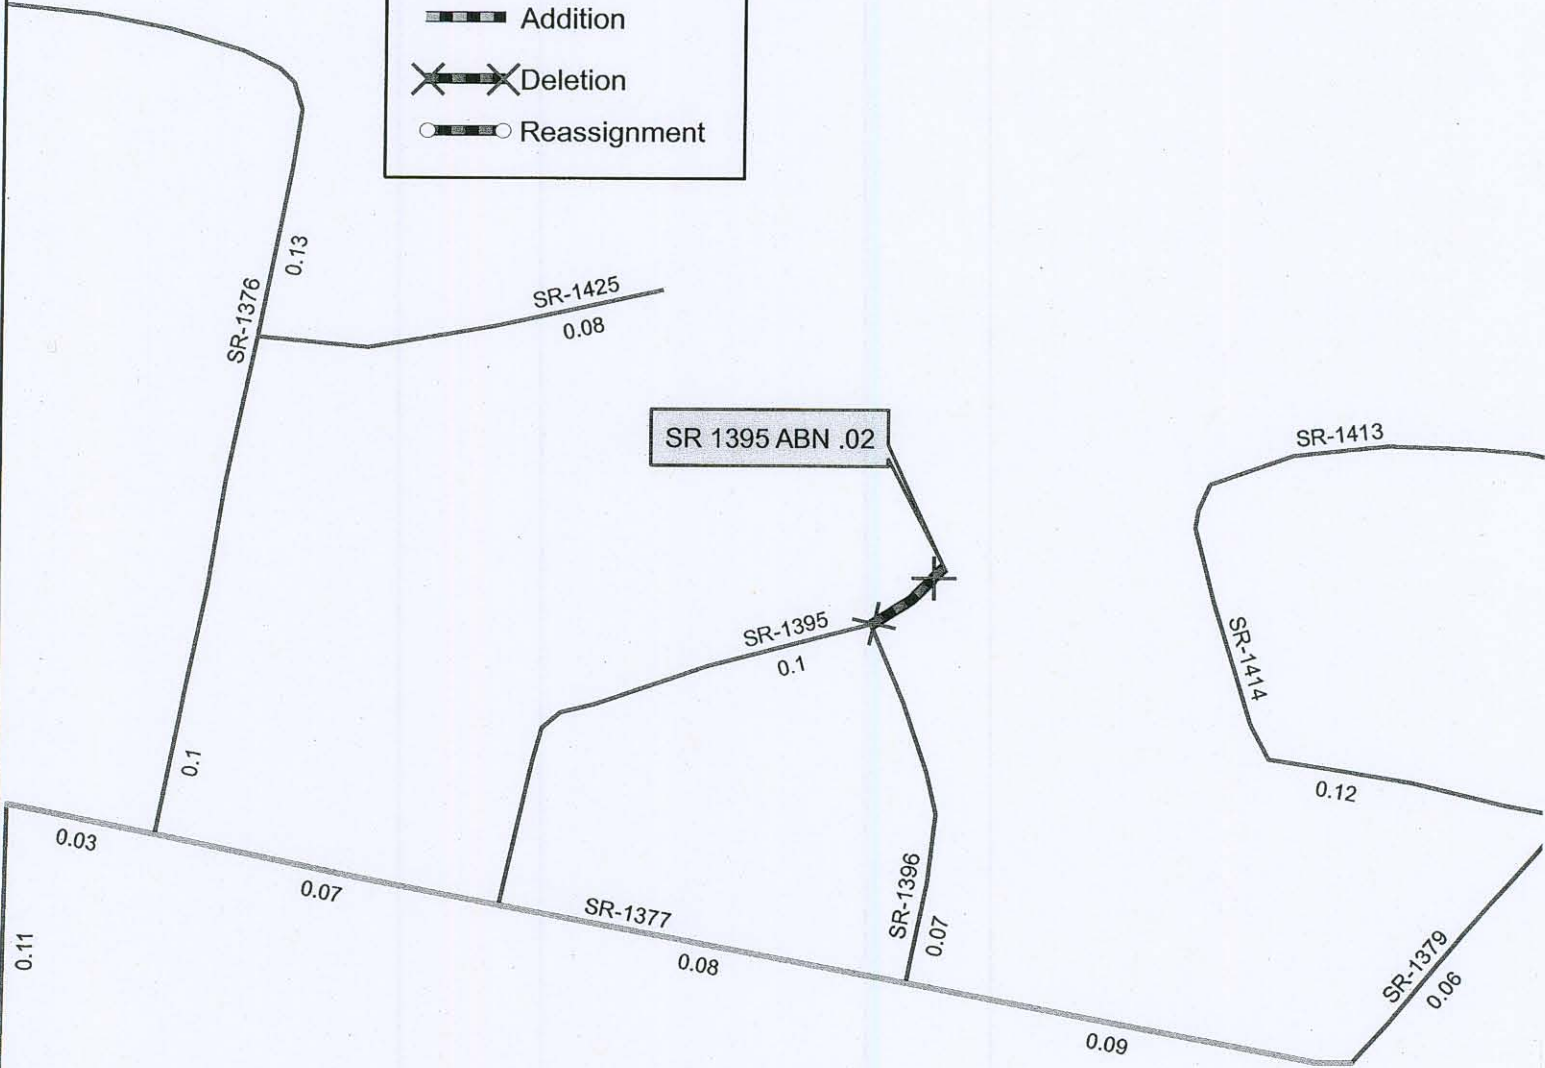 Addition
Deletion
Reassignment
0.13
SR-1376
SR-1425
0.08
SR 1395 ABN .02
SR-1413
SR-1395
0.1
SR-1414
0.1
0.12
0.03
0.07
SR-1377
0.08
SR-1396
0.07
0.11
SR-1379
0.06
0.09